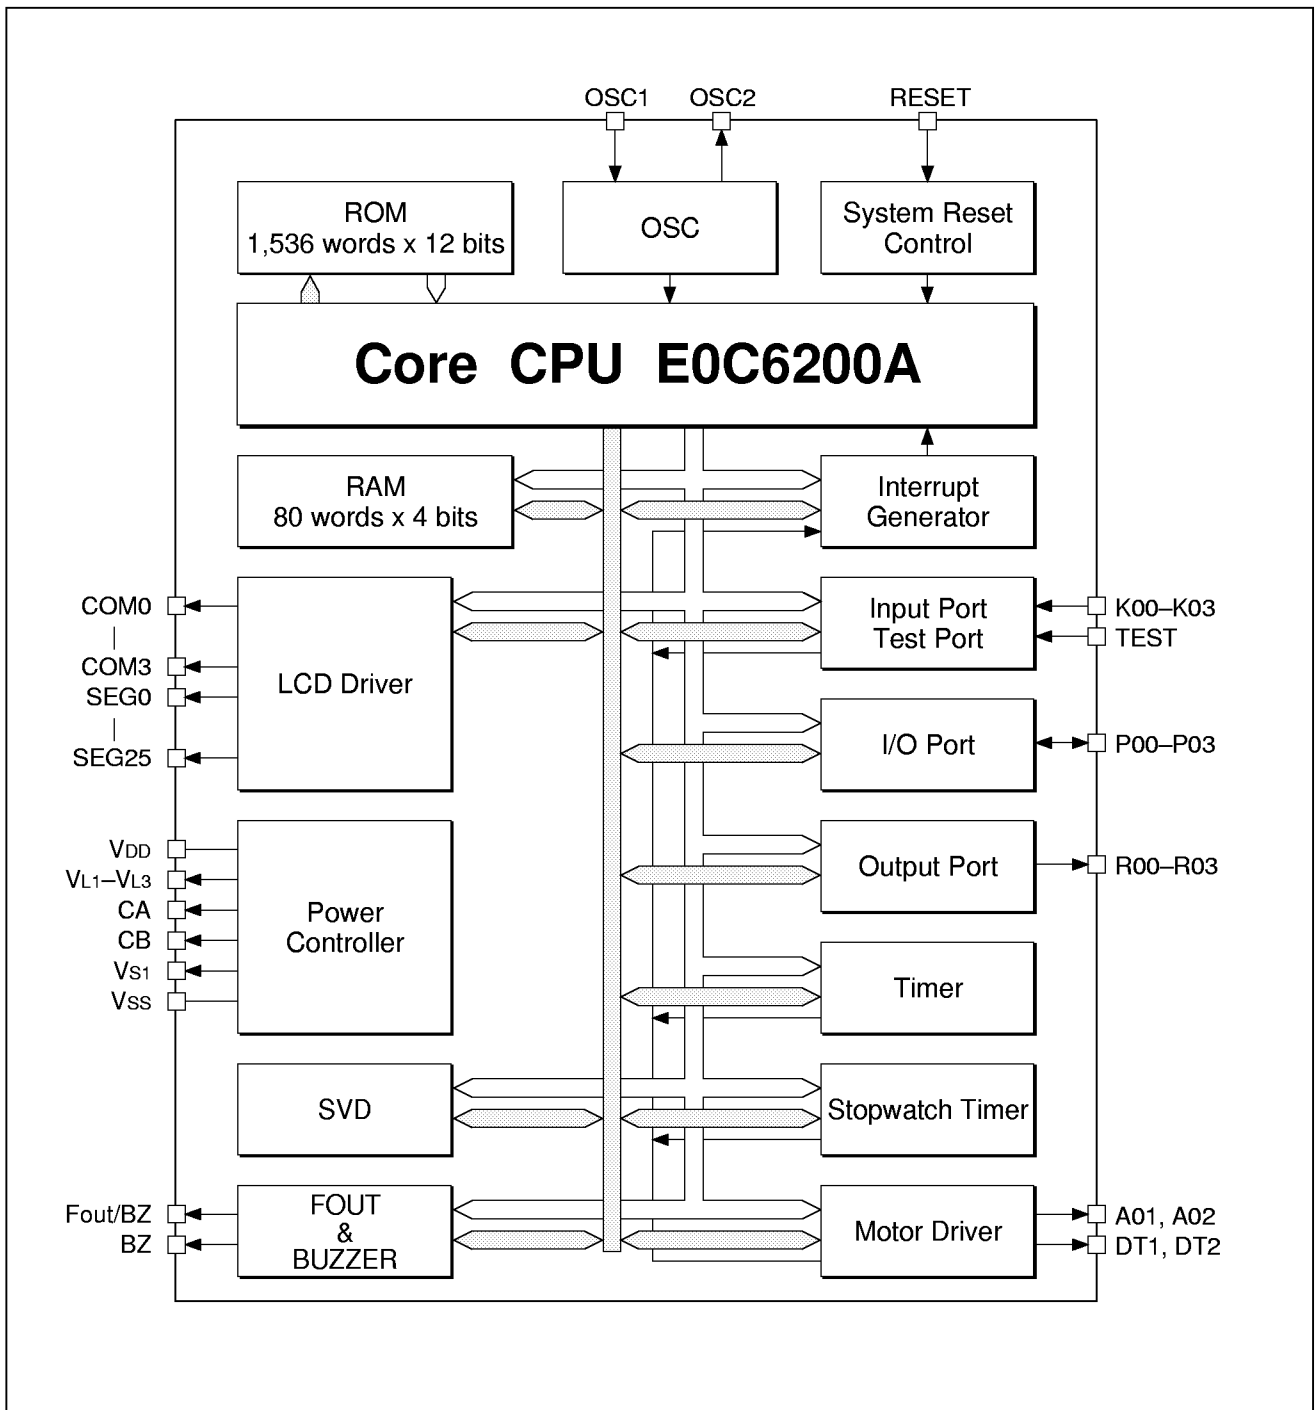 OSC1
OSC2
RESET
ROM
1,536 words x 12 bits
OSC
System Reset
Control
Core CPU E0C6200A
RAM
80 words x 4 bits
Interrupt
Generator
COM0
|
COM3
SEG0
|
SEG25
LCD Driver
Input Port
Test Port
K00–K03
TEST
I/O Port
P00–P03
VDD
VL1–VL3
CA
CB
VS1
VSS
Power
Controller
Output Port
R00–R03
Timer
SVD
Stopwatch Timer
Fout/BZ
BZ
FOUT
&
BUZZER
Motor Driver
A01, A02
DT1, DT2